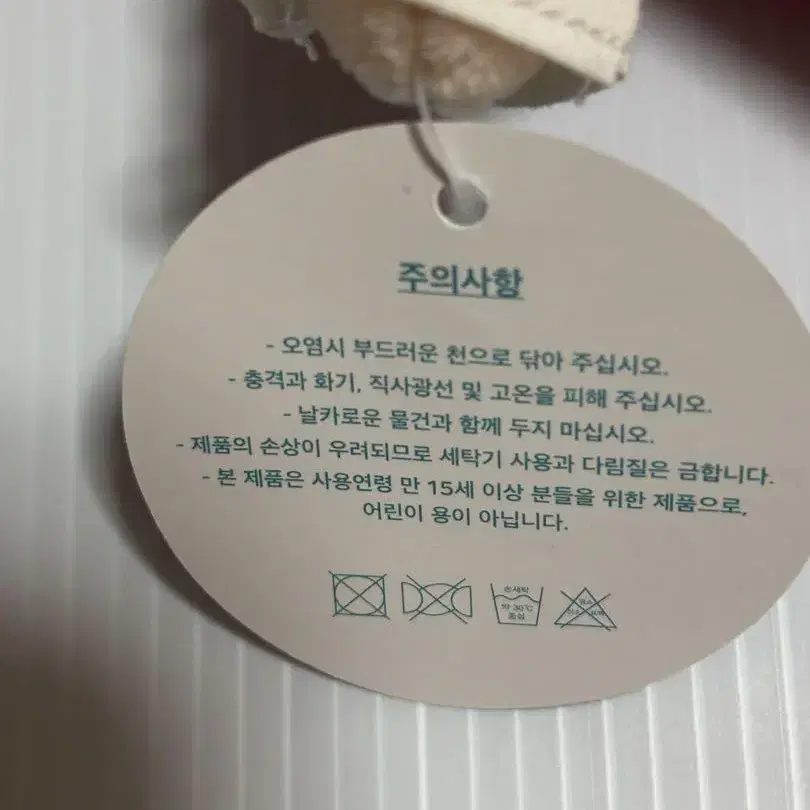 주의사항
- 오염시 부드러운 천으로 닦아 주십시오.
- 충격과 화기, 직사광선 및 고온을 피해 주십시오.
- 날카로운 물건과 함께 두지 마십시오.
- 제품의 손상이 우려되므로 세탁기 사용과 다림질은 금합니다.
- 본 제품은 사용연령 만 15세 이상 분들을 위한 제품으로,
어린이 용이 아닙니다.
손세탁
약 30℃
중성